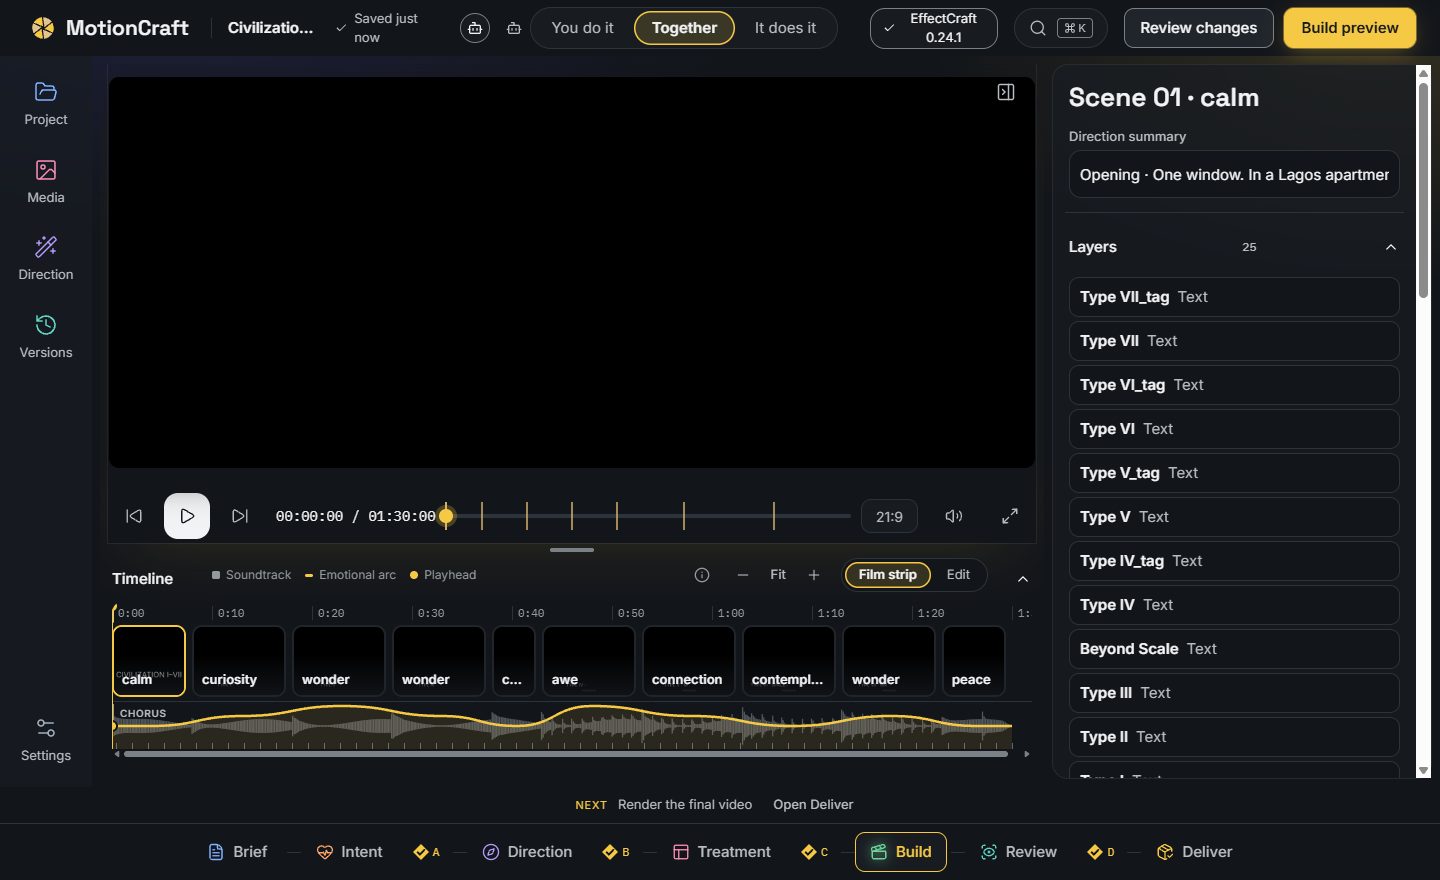 MotionCraft
Civilizatio...
Saved just
now
You do it
Together
It does it
EffectCraft
0.24.1
⌘K
Review changes
Build preview
Project
Media
Direction
Versions
Settings
Scene 01 · calm
Direction summary
Opening · One window. In a Lagos apartmer
Layers 25
Type VII_tag Text
Type VII Text
Type VI_tag Text
Type VI Text
Type V_tag Text
Type V Text
Type IV_tag Text
Type IV Text
Beyond Scale Text
Type III Text
Type II Text
00:00:00 / 01:30:00
21:9
Timeline
Soundtrack
Emotional arc
Playhead
Fit
Film strip
Edit
0:00 0:10 0:20 0:30 0:40 0:50 1:00 1:10 1:20 1:
CIVILIZATION I–VII
calm curiosity wonder wonder c... awe connection contempl... wonder peace
CHORUS
NEXT Render the final video Open Deliver
Brief Intent A Direction B Treatment C Build Review D Deliver